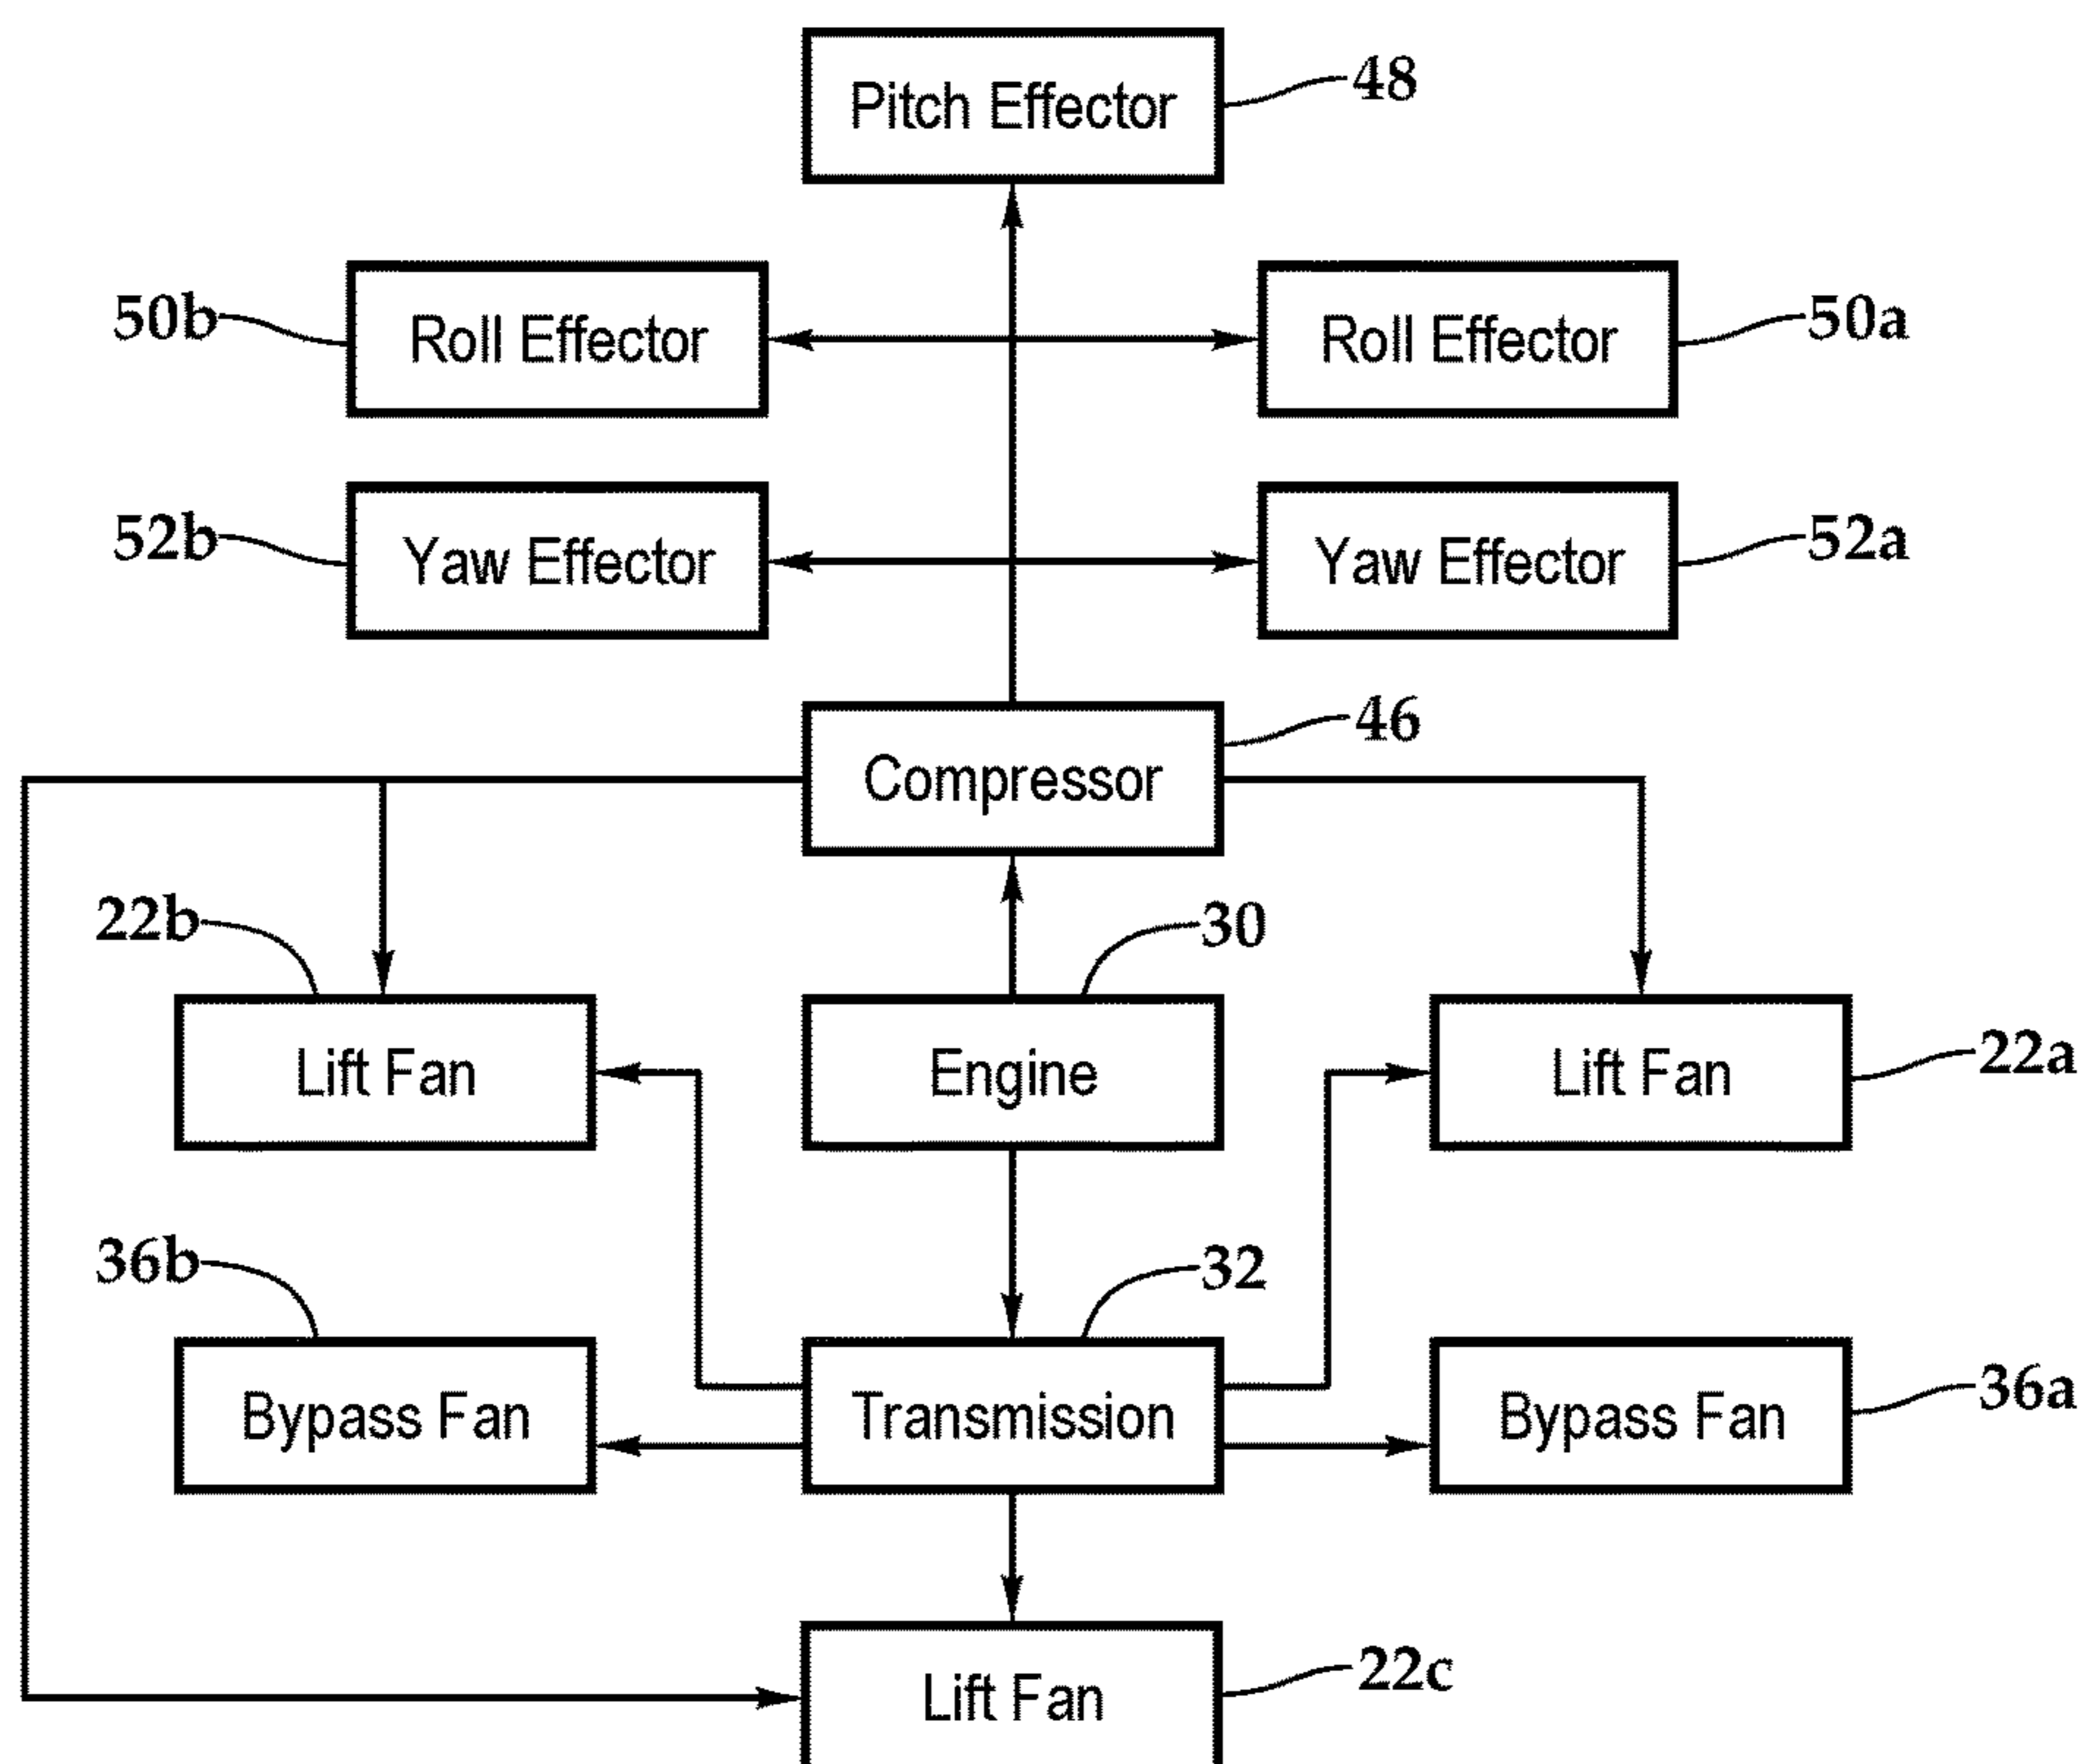 Pitch Effector 48
50b Roll Effector Roll Effector 50a
52b Yaw Effector Yaw Effector 52a
Compressor 46
22b 30
Lift Fan Engine Lift Fan 22a
36b 32
Bypass Fan Transmission Bypass Fan 36a
Lift Fan 22c